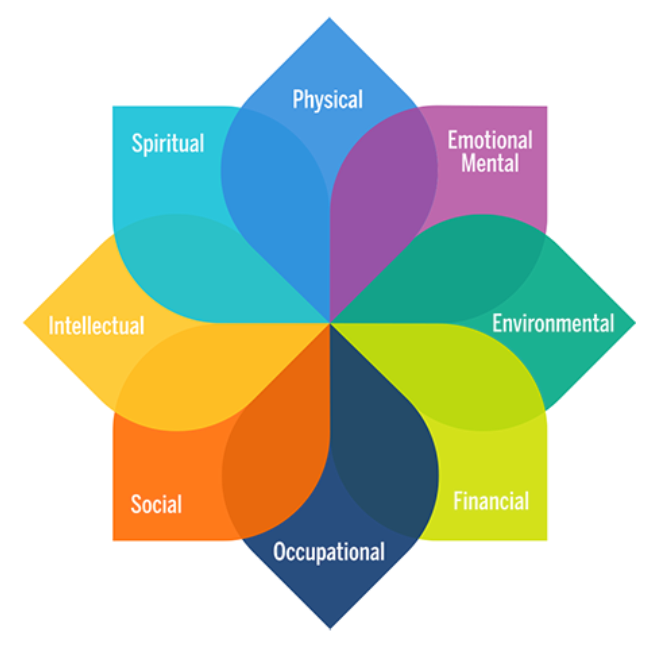 Physical
Spiritual
Emotional
Mental
Intellectual
Environmental
Social
Financial
Occupational